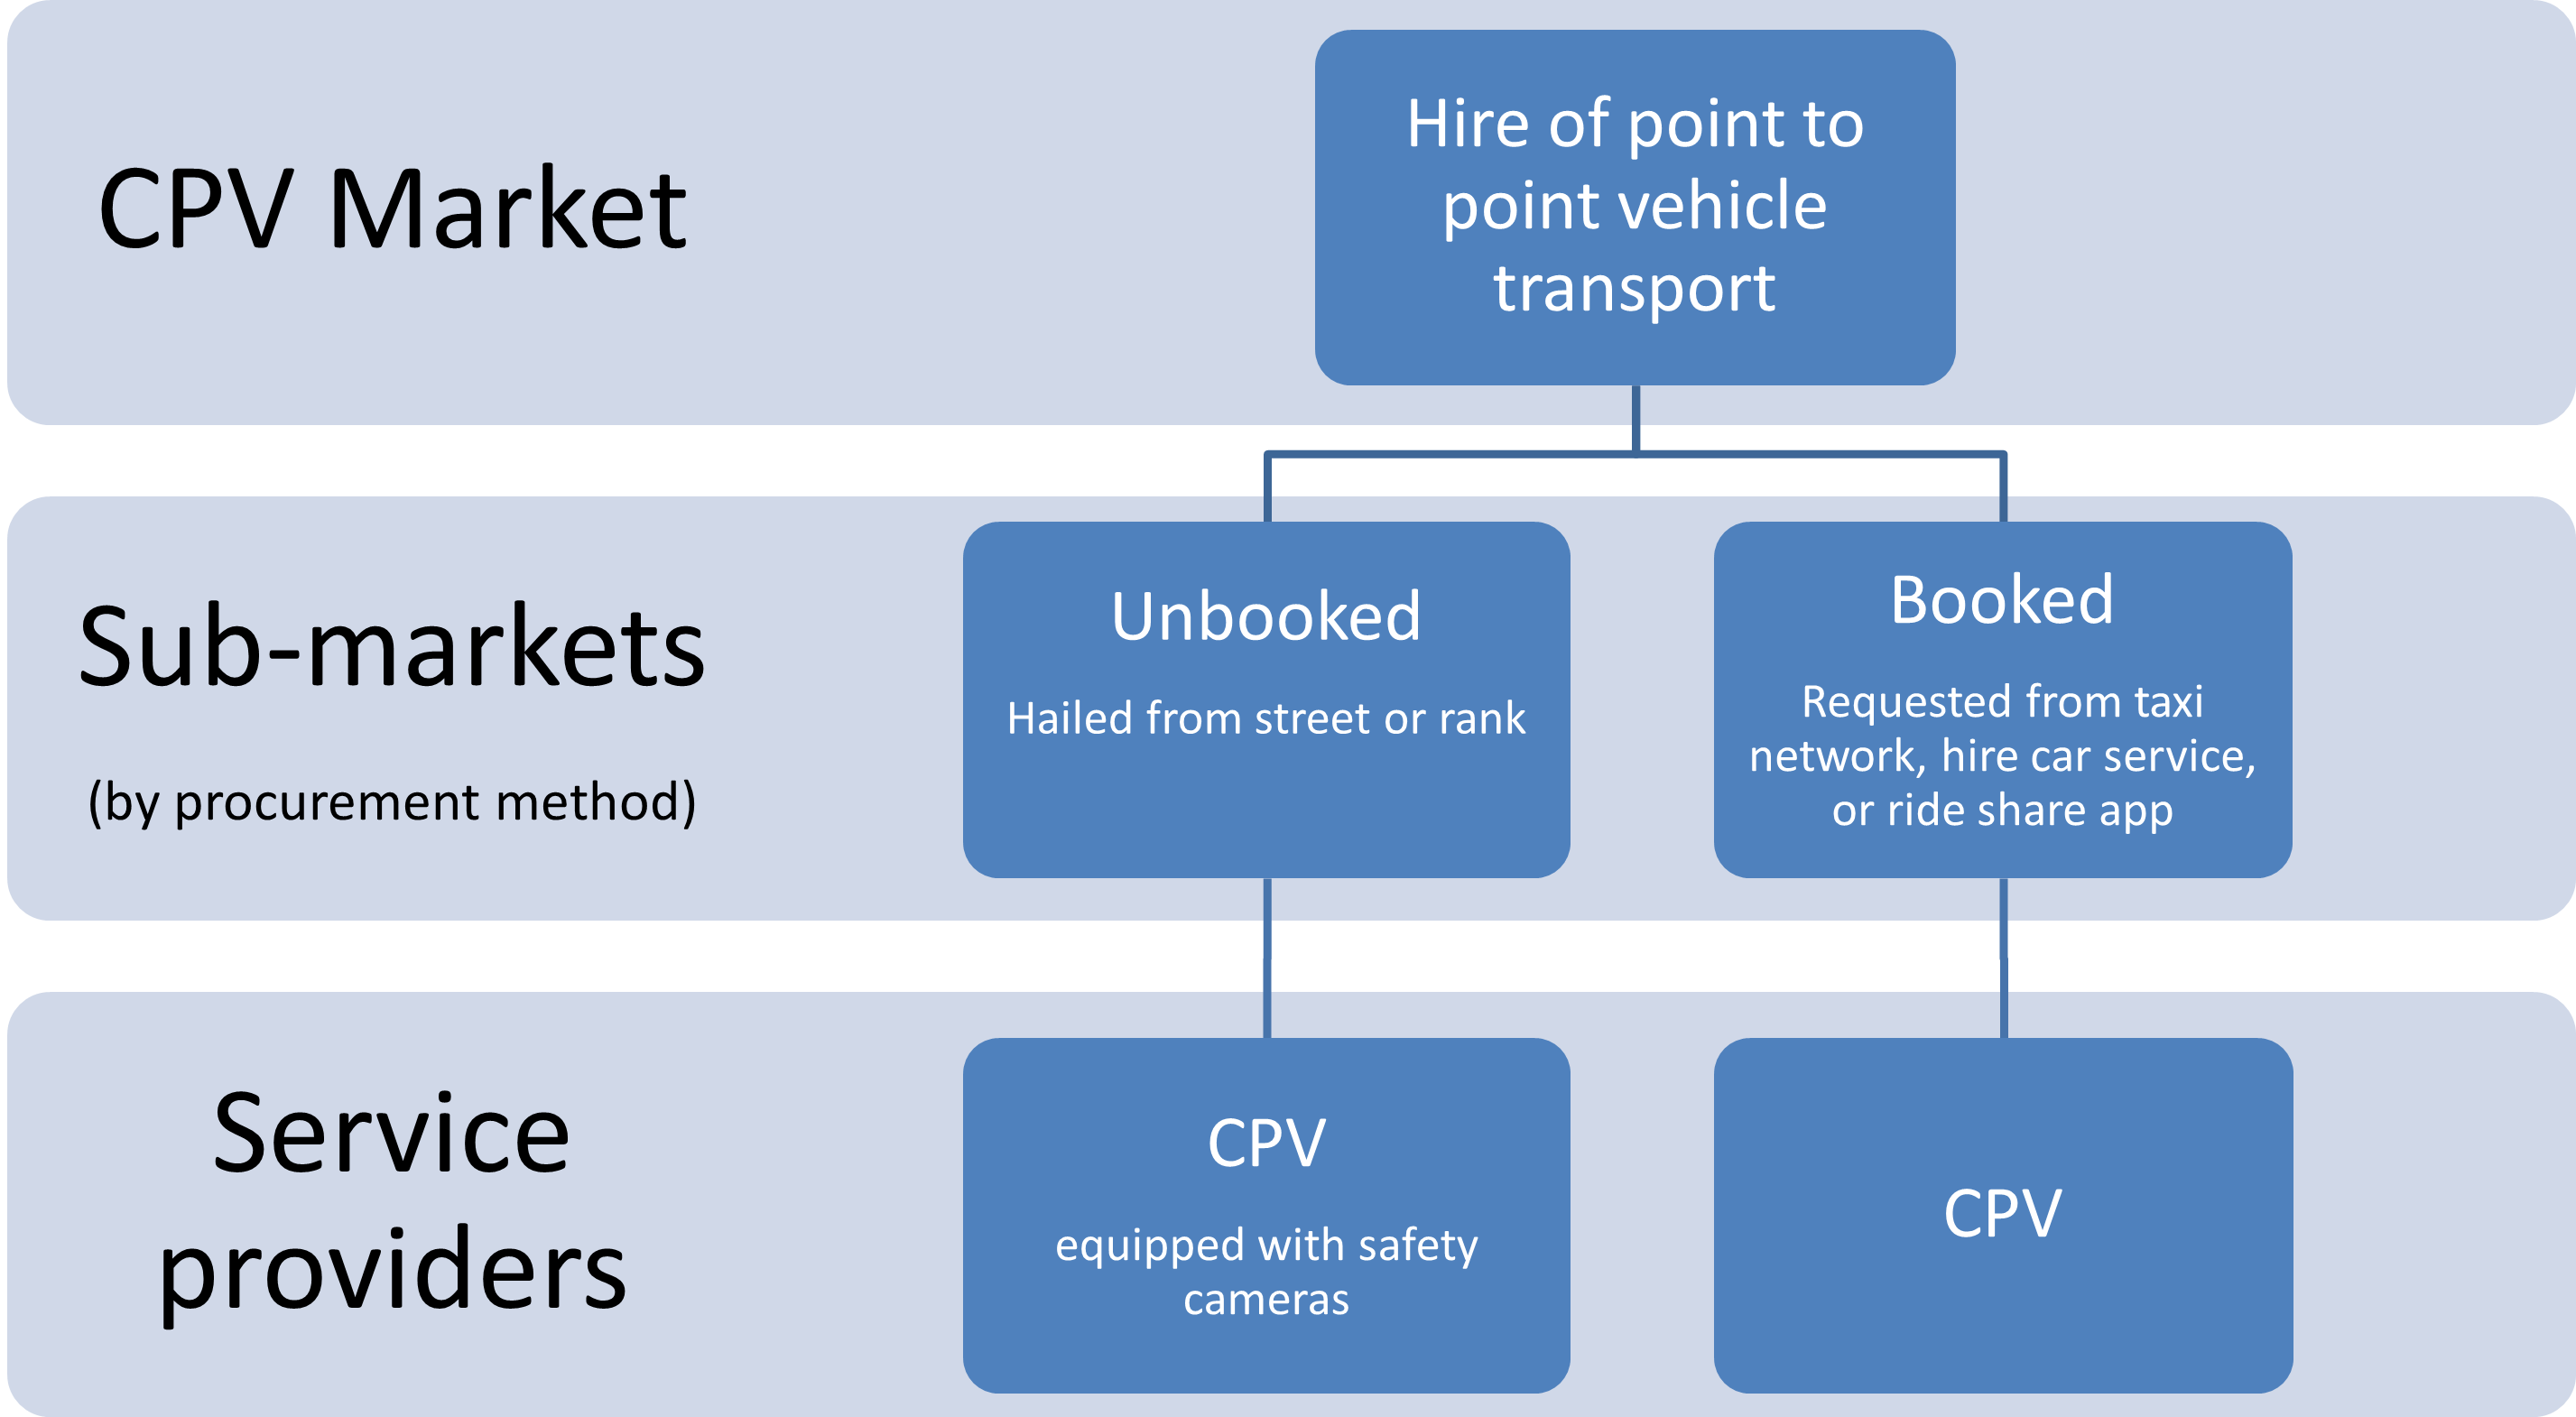 CPV Market
Hire of point to
point vehicle
transport
Sub-markets
(by procurement method)
Unbooked
Hailed from street or rank
Booked
Requested from taxi
network, hire car service,
or ride share app
Service
providers
CPV
equipped with safety
cameras
CPV